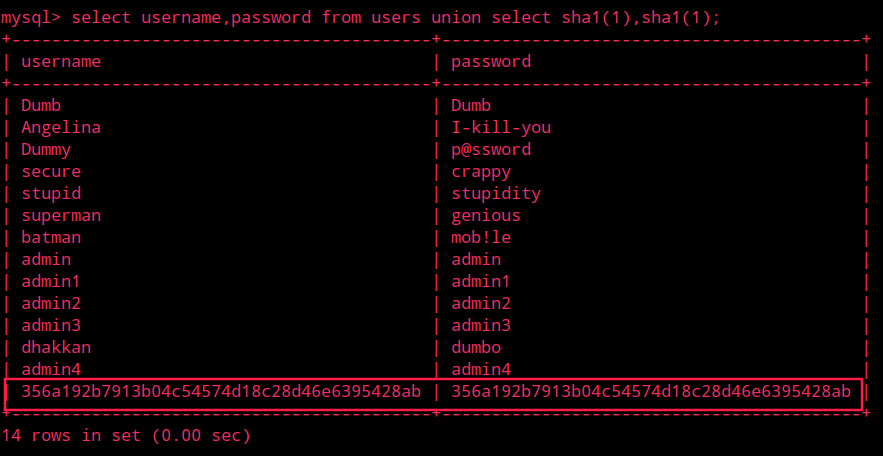 mysql> select username,password from users union select sha1(1),sha1(1);
+------------------------------------------+------------------------------------------+
| username                                 | password                                 |
+------------------------------------------+------------------------------------------+
| Dumb                                     | Dumb                                     |
| Angelina                                 | I-kill-you                               |
| Dummy                                    | p@ssword                                 |
| secure                                   | crappy                                   |
| stupid                                   | stupidity                                |
| superman                                 | genious                                  |
| batman                                   | mob!le                                   |
| admin                                    | admin                                    |
| admin1                                   | admin1                                   |
| admin2                                   | admin2                                   |
| admin3                                   | admin3                                   |
| dhakkan                                  | dumbo                                    |
| admin4                                   | admin4                                   |
| 356a192b7913b04c54574d18c28d46e6395428ab | 356a192b7913b04c54574d18c28d46e6395428ab |
+------------------------------------------+------------------------------------------+
14 rows in set (0.00 sec)